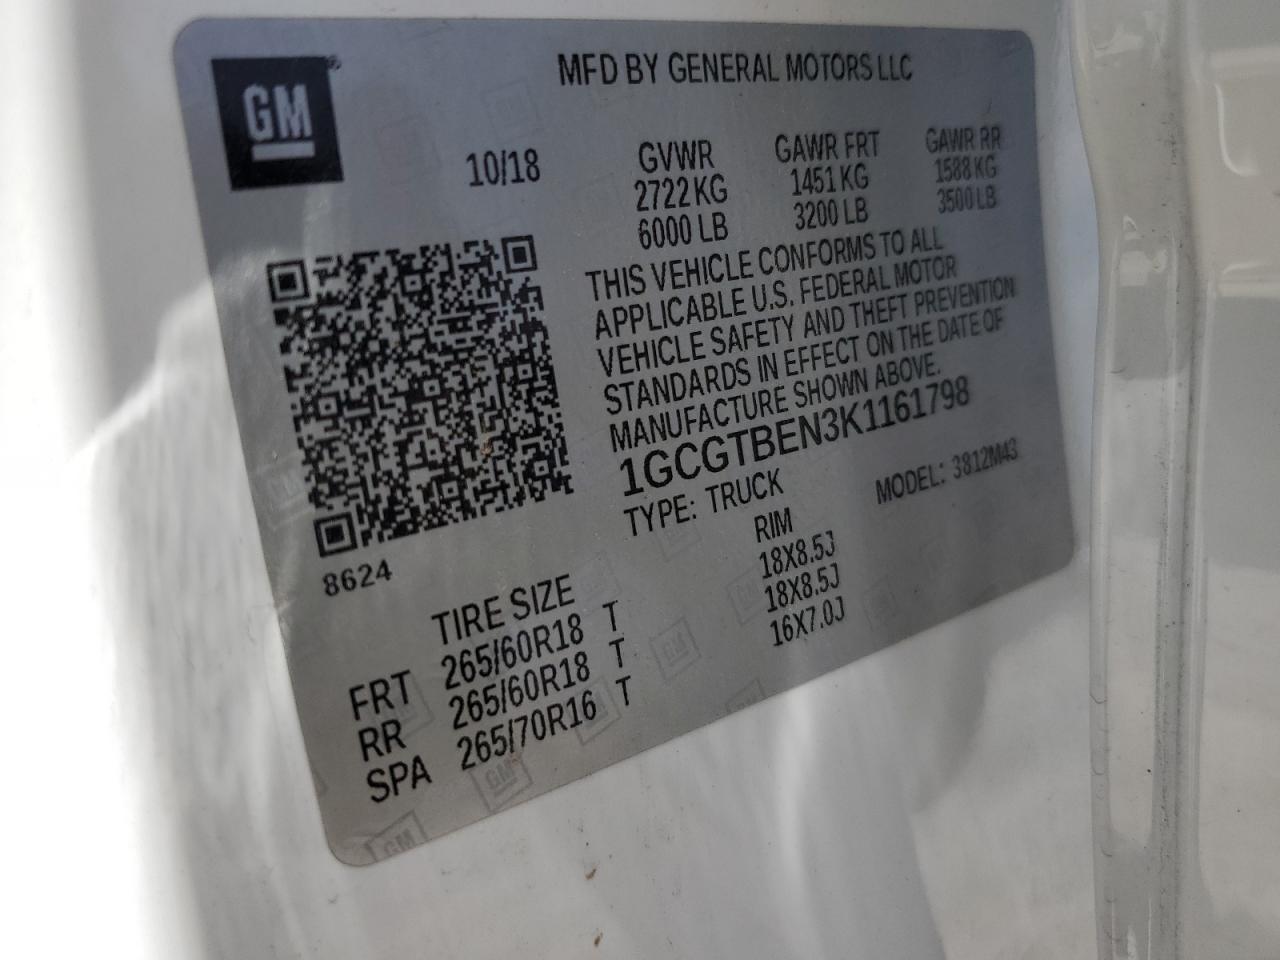 GM
MFD BY GENERAL MOTORS LLC
10/18
GVWR GAWR FRT GAWR RR
2722 KG 1451 KG 1588 KG
6000 LB 3200 LB 3500 LB
THIS VEHICLE CONFORMS TO ALL
APPLICABLE U.S. FEDERAL MOTOR
VEHICLE SAFETY AND THEFT PREVENTION
STANDARDS IN EFFECT ON THE DATE OF
MANUFACTURE SHOWN ABOVE.
1GCGTBEN3K1161798
TYPE: TRUCK MODEL: 3812M43
8624
TIRE SIZE RIM
FRT 265/60R18 T 18X8.5J
RR 265/60R18 T 18X8.5J
SPA 265/70R16 T 16X7.0J